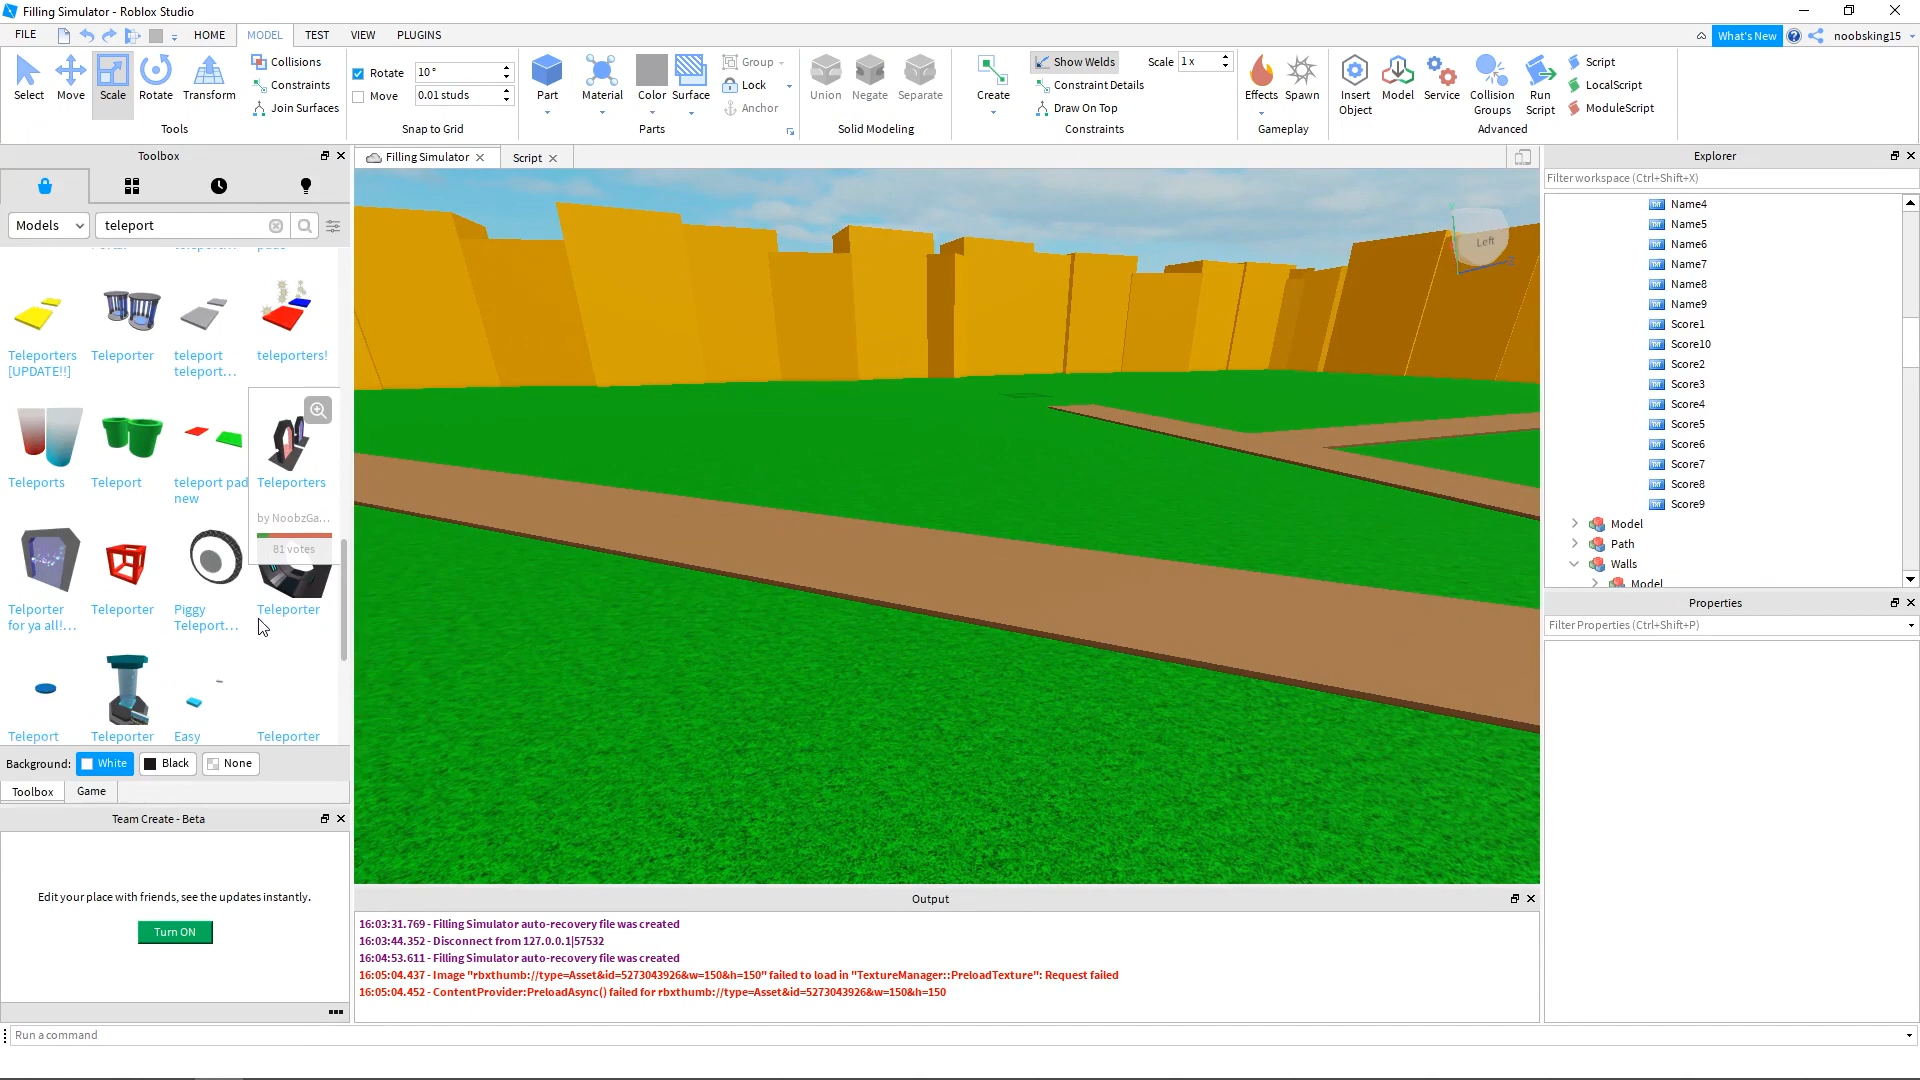 Filling Simulator - Roblox Studio
FILE
HOME
MODEL
TEST
VIEW
PLUGINS
What's New
noobsking15
Select
Move
Scale
Rotate
Transform
Collisions
Constraints
Join Surfaces
Tools
Rotate
10 °
Move
0.01 studs
Snap to Grid
Part
Material
Color
Surface
Group
Lock
Anchor
Parts
Union
Negate
Separate
Solid Modeling
Create
Show Welds
Scale
1 x
Constraint Details
Draw On Top
Constraints
Effects
Spawn
Gameplay
Insert
Object
Model
Service
Collision
Groups
Run
Script
Script
LocalScript
ModuleScript
Advanced
Toolbox
Models
teleport
Teleporters
[UPDATE!!]
Teleporter
teleport
teleport...
teleporters!
Teleports
Teleport
teleport pad
new
Teleporters
by NoobzGa...
81 votes
Telporter
for ya all!...
Teleporter
Piggy
Teleport...
Teleporter
Teleport
Teleporter
Easy
Teleporter
Background:
White
Black
None
Toolbox
Game
Team Create - Beta
Edit your place with friends, see the updates instantly.
Turn ON
Filling Simulator
Script
Left
Output
16:03:31.769 - Filling Simulator auto-recovery file was created
16:03:44.352 - Disconnect from 127.0.0.1|57532
16:04:53.611 - Filling Simulator auto-recovery file was created
16:05:04.437 - Image "rbxthumb://type=Asset&id=5273043926&w=150&h=150" failed to load in "TextureManager::PreloadTexture": Request failed
16:05:04.452 - ContentProvider:PreloadAsync() failed for rbxthumb://type=Asset&id=5273043926&w=150&h=150
Explorer
Filter workspace (Ctrl+Shift+X)
Name4
Name5
Name6
Name7
Name8
Name9
Score1
Score10
Score2
Score3
Score4
Score5
Score6
Score7
Score8
Score9
Model
Path
Walls
Model
Properties
Filter Properties (Ctrl+Shift+P)
Run a command